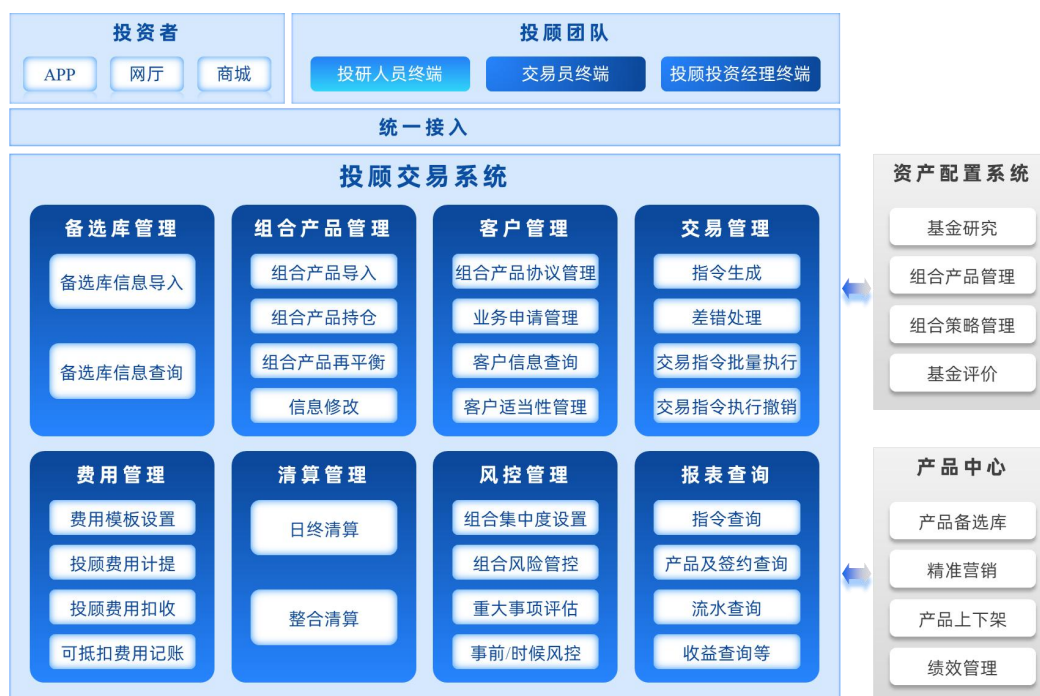 投资者
APP
网厅
商城
投顾团队
投研人员终端
交易员终端
投顾投资经理终端
统一接入
投顾交易系统
备选库管理
备选库信息导入
备选库信息查询
组合产品管理
组合产品导入
组合产品持仓
组合产品再平衡
信息修改
客户管理
组合产品协议管理
业务申请管理
客户信息查询
客户适当性管理
交易管理
指令生成
差错处理
交易指令批量执行
交易指令执行撤销
费用管理
费用模板设置
投顾费用计提
投顾费用扣收
可抵扣费用记账
清算管理
日终清算
整合清算
风控管理
组合集中度设置
组合风险管控
重大事项评估
事前/时候风控
报表查询
指令查询
产品及签约查询
流水查询
收益查询等
资产配置系统
基金研究
组合产品管理
组合策略管理
基金评价
产品中心
产品备选库
精准营销
产品上下架
绩效管理